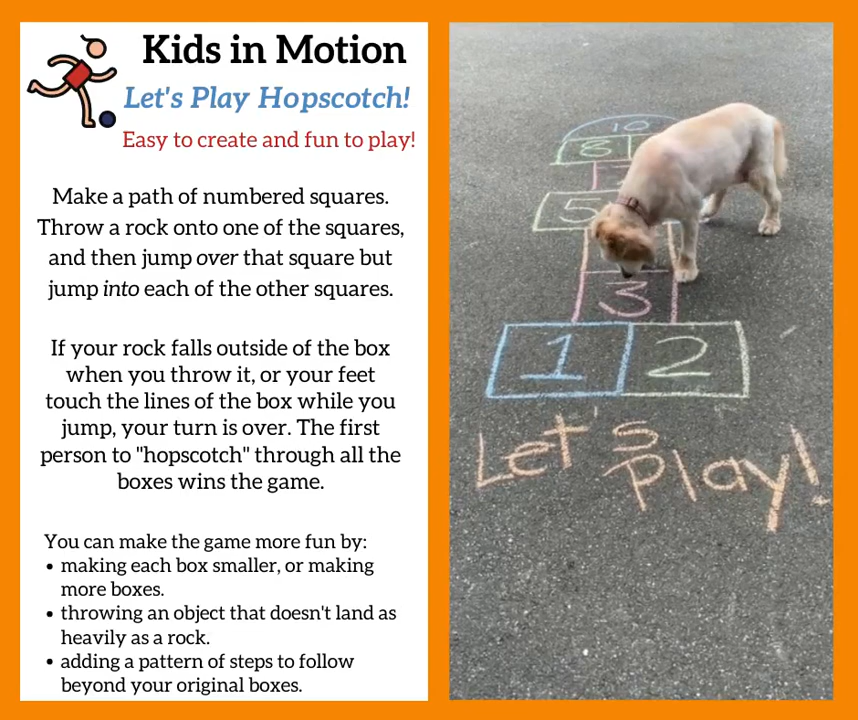 Kids in Motion
Let's Play Hopscotch!
Easy to create and fun to play!
Make a path of numbered squares.
Throw a rock onto one of the squares,
and then jump over that square but
jump into each of the other squares.
If your rock falls outside of the box
when you throw it, or your feet
touch the lines of the box while you
jump, your turn is over. The first
person to "hopscotch" through all the
boxes wins the game.
You can make the game more fun by:
• making each box smaller, or making
more boxes.
• throwing an object that doesn't land as
heavily as a rock.
• adding a pattern of steps to follow
beyond your original boxes.
10
8
5
3
1 2
Let's
Play!